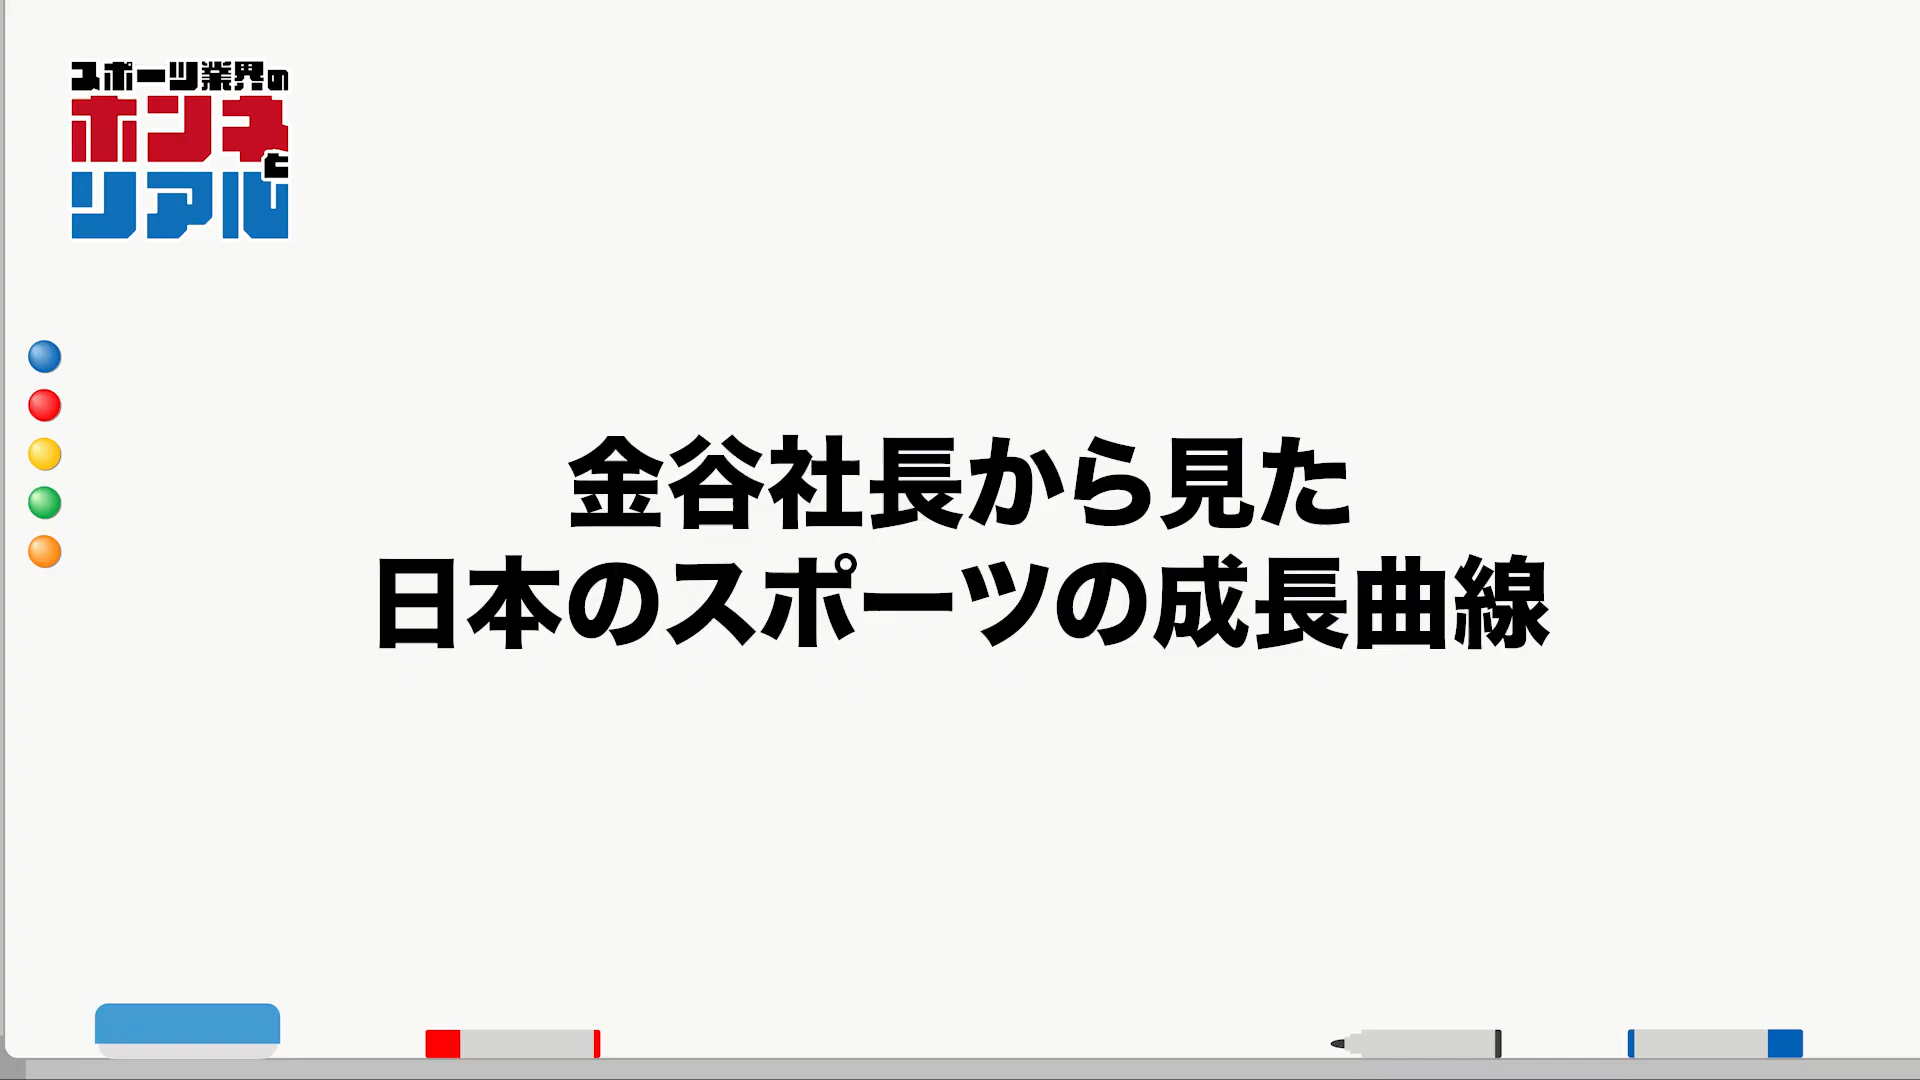 スポーツ業界の
ホンネと
リアル
金谷社長から見た
日本のスポーツの成長曲線